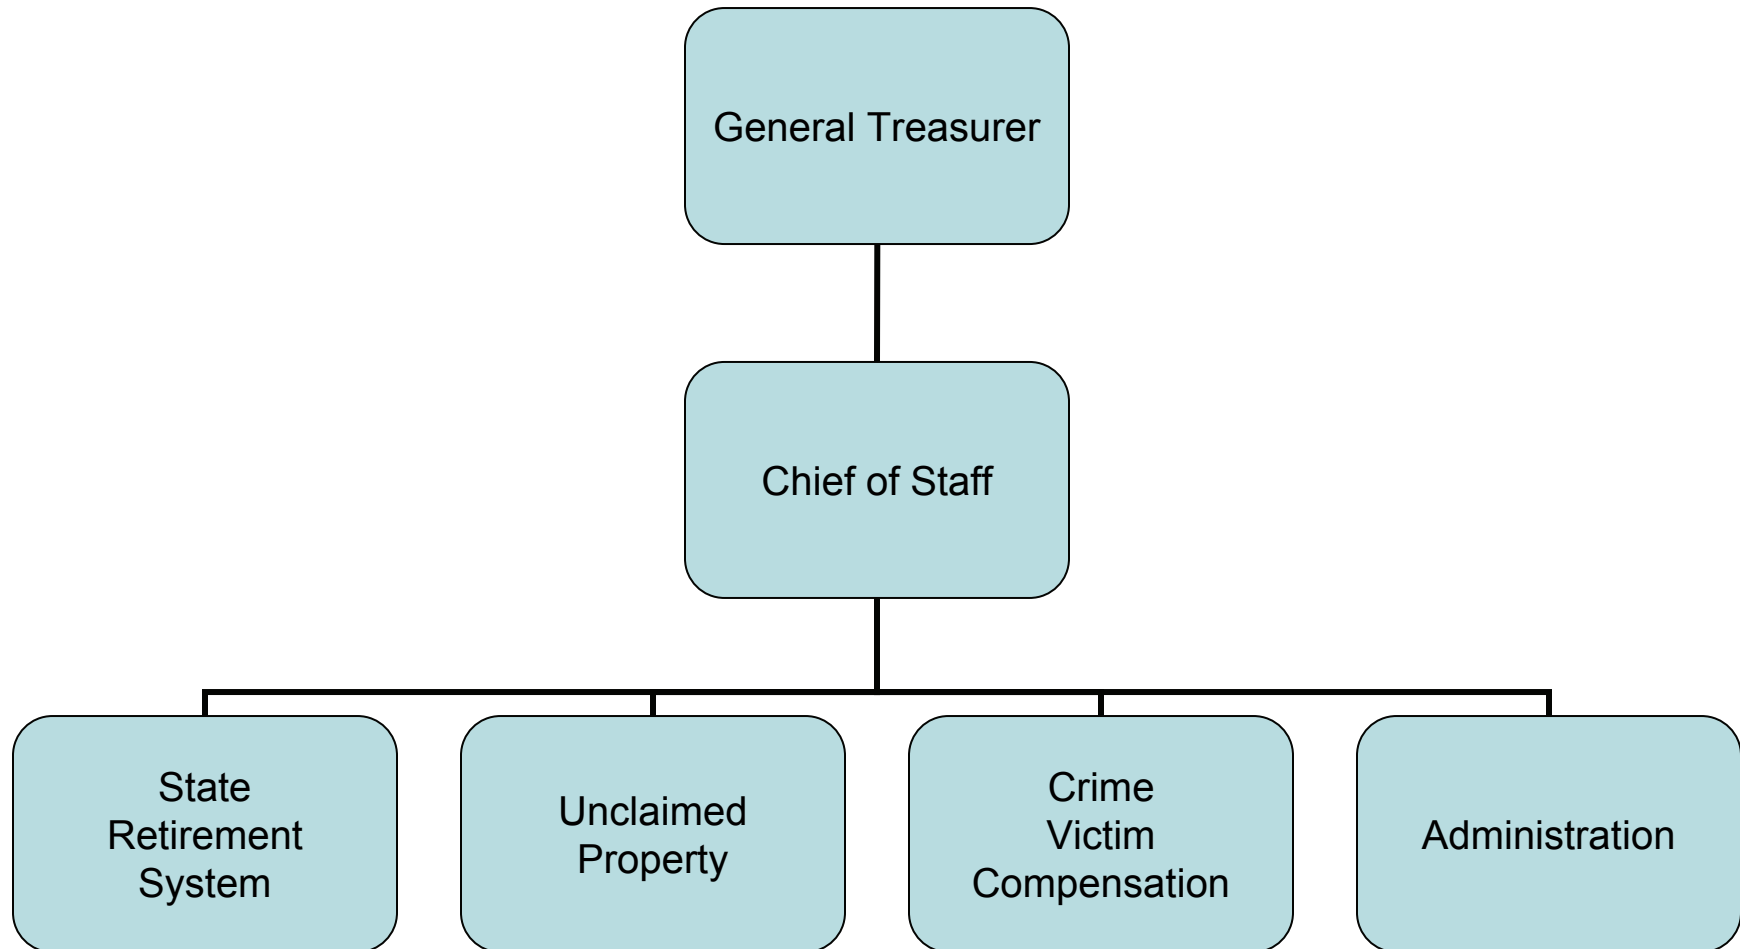 General Treasurer
Chief of Staff
State
Retirement
System
Unclaimed
Property
Crime
Victim
Compensation
Administration